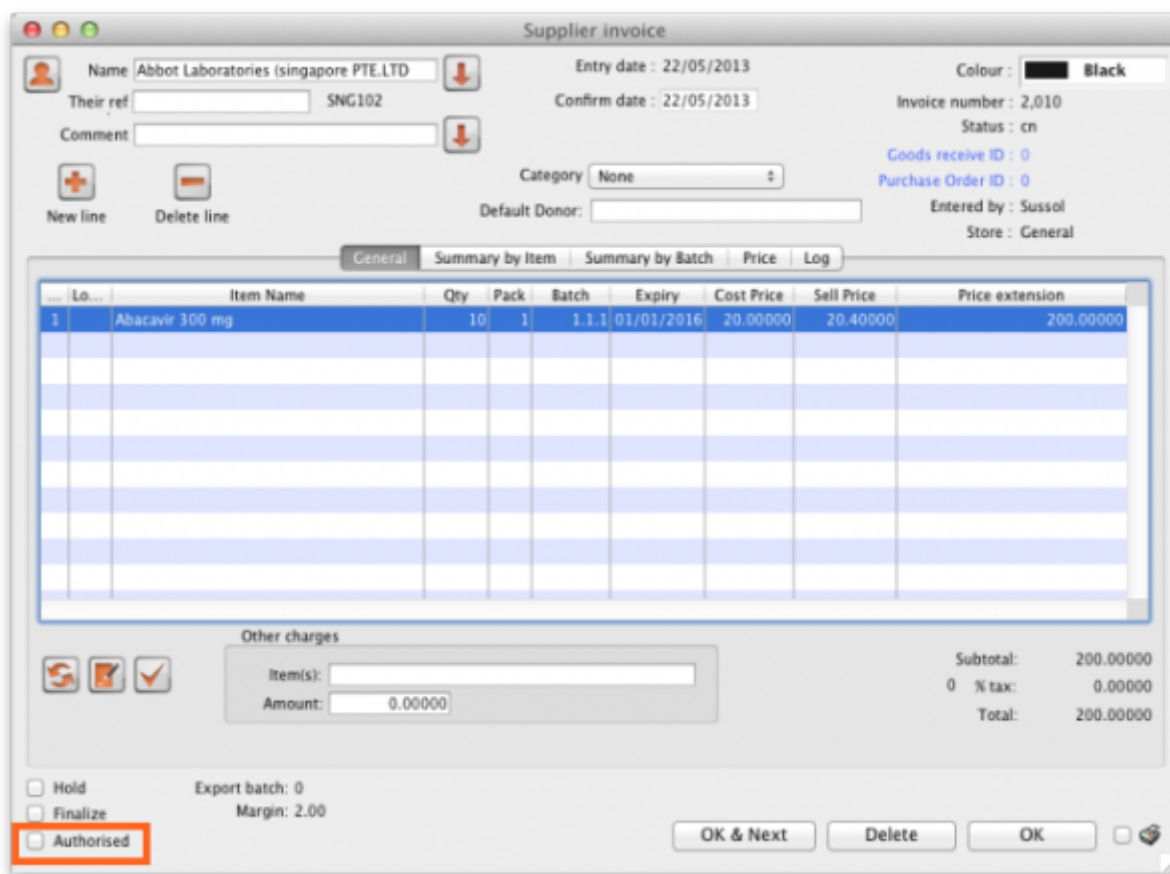 Supplier invoice
Name Abbot Laboratories (singapore PTE.LTD
Entry date : 22/05/2013
Colour : Black
Their ref SNG102
Confirm date : 22/05/2013
Invoice number : 2,010
Comment
Status : cn
Goods receive ID : 0
Category None
Purchase Order ID : 0
New line Delete line
Default Donor:
Entered by : Sussol
Store : General
General Summary by Item Summary by Batch Price Log
... Lo... Item Name Qty Pack Batch Expiry Cost Price Sell Price Price extension
1 Abacavir 300 mg 10 1 1.1.1 01/01/2016 20.00000 20.40000 200.00000
Other charges
Item(s):
Amount: 0.00000
Subtotal: 200.00000
0 % tax: 0.00000
Total: 200.00000
Hold Export batch: 0
Finalize Margin: 2.00
Authorised
OK & Next Delete OK